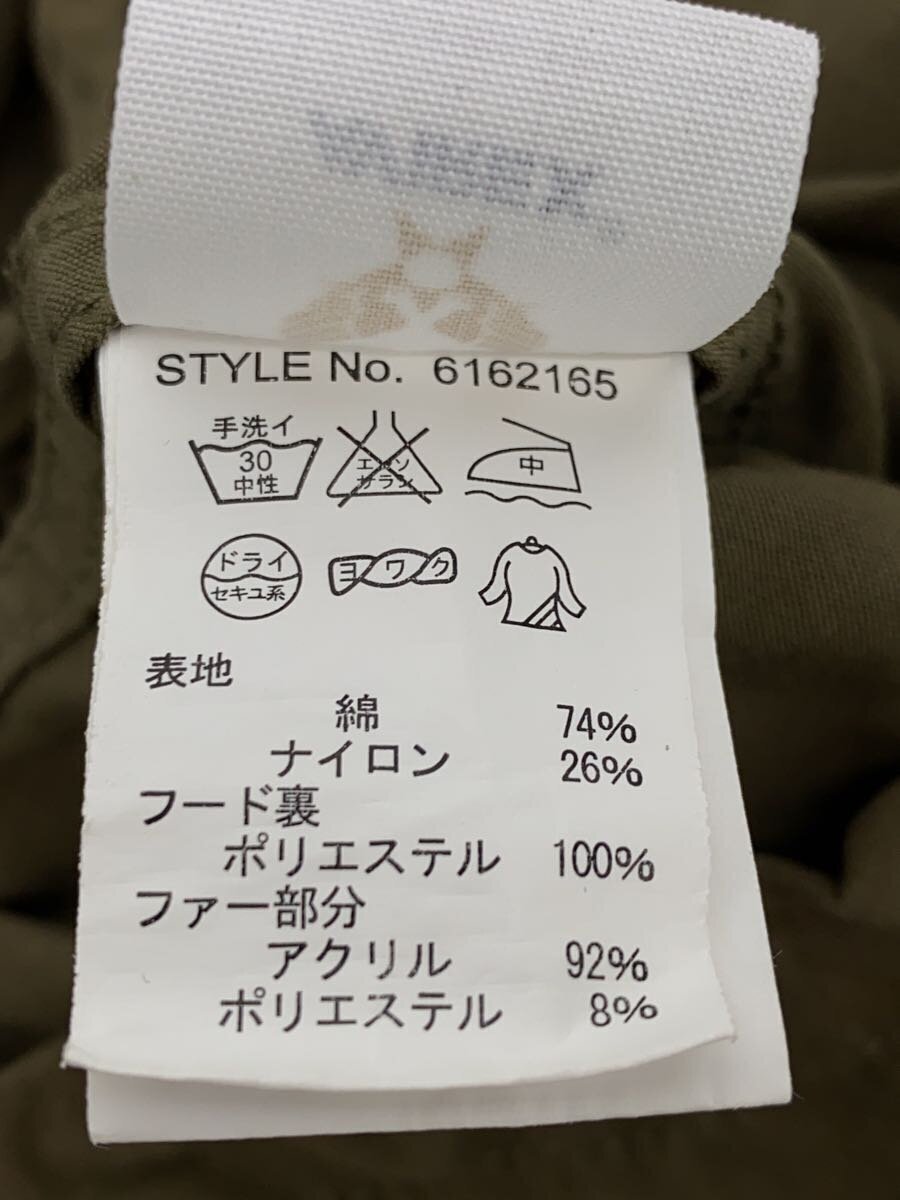 STYLE No. 6162165
手洗イ
30
中性
エンソ
サラシ
中
ドライ
セキユ系
ヨワク
表地
綿 74%
ナイロン 26%
フード裏
ポリエステル 100%
ファー部分
アクリル 92%
ポリエステル 8%